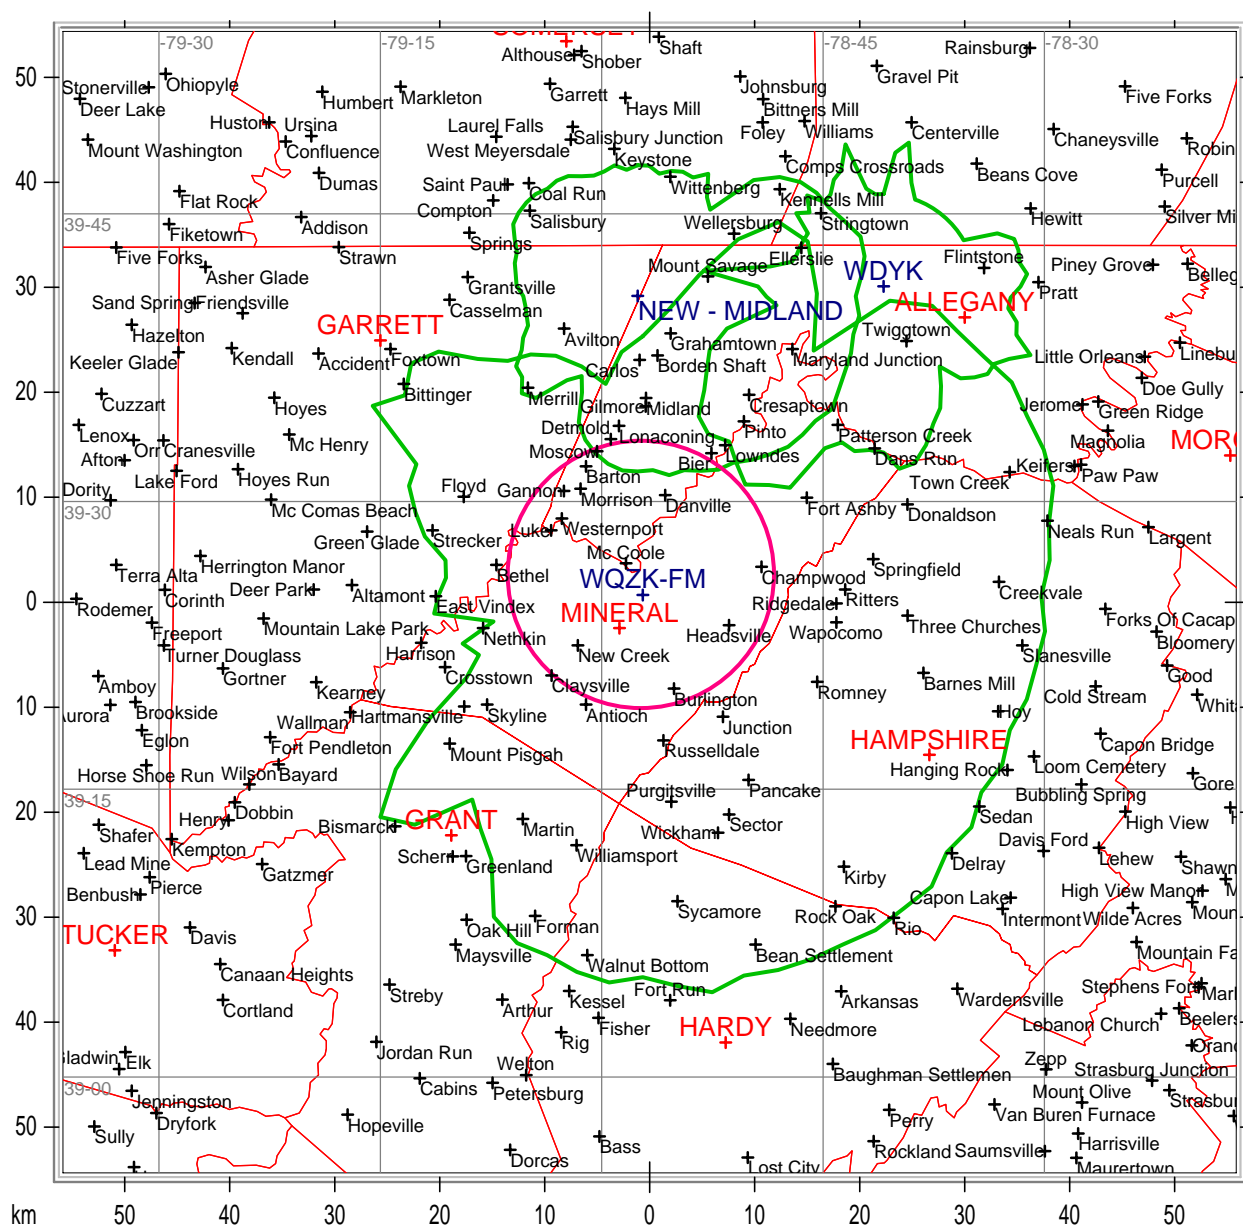 SOMERSET
Shaft
Rainsburg
-79-30
-79-15
-78-45
-78-30
Althouse
Shober
Gravel Pit
50
Stonerville
Ohiopyle
Johnsburg
Deer Lake
Humbert
Markleton
Garrett
Hays Mill
Bittners Mill
Five Forks
Huston
Ursina
Laurel Falls
Salisbury Junction
Foley
Williams
Centerville
Chaneysville
Mount Washington
Confluence
West Meyersdale
Keystone
Comps Crossroads
Robin
Dumas
Beans Cove
Purcell
40
Flat Rock
Saint Paul
Coal Run
Wittenberg
Kennells Mill
Compton
Salisbury
Wellersburg
Stringtown
Hewitt
Silver Mi
39-45
Fiketown
Addison
Springs
Five Forks
Strawn
Mount Savage
Ellerslie
Flintstone
Piney Grove
Asher Glade
WDYK
Belleg
30
Sand Spring
Friendsville
Grantsville
NEW - MIDLAND
ALLEGANY
Pratt
Casselman
Hazelton
GARRETT
Avilton
Grahamtown
Twiggtown
Keeler Glade
Kendall
Accident
Foxtown
Carlos
Borden Shaft
Maryland Junction
Little Orleans
Linebu
20
Cuzzart
Bittinger
Merrill
Doe Gully
Hoyes
Gilmore
Midland
Cresaptown
Jerome
Green Ridge
Lenox
Orr
Cranesville
Mc Henry
Detmold
Lonaconing
Pinto
Patterson Creek
Magnolia
MORG
Afton
Moscow
Bier
Lowndes
Dans Run
Keifers
Lake Ford
Hoyes Run
Floyd
Barton
Town Creek
Paw Paw
10
Dority
Gannon
Morrison
Danville
39-30
Mc Comas Beach
Fort Ashby
Donaldson
Green Glade
Strecker
Luke
Westernport
Neals Run
Largent
Mc Coole
Terra Alta
Herrington Manor
Bethel
WQZK-FM
Champwood
Springfield
0
Rodemer
Corinth
Deer Park
Altamont
East Vindex
MINERAL
Ridgedale
Ritters
Creekvale
Freeport
Mountain Lake Park
Nethkin
Headsville
Wapocomo
Three Churches
Forks Of Cacap
Turner Douglass
Harrison
New Creek
Slanesville
Bloomery
Gortner
Crosstown
Good
Amboy
Kearney
Claysville
Burlington
Romney
Barnes Mill
Cold Stream
10
Aurora
Brookside
Wallman
Hartmansville
Skyline
Antioch
Junction
Hoy
Whita
Eglon
Fort Pendleton
Mount Pisgah
Russelldale
HAMPSHIRE
Capon Bridge
Horse Shoe Run
Wilson
Bayard
Hanging Rock
Loom Cemetery
Gore
39-15
Purgitsville
Pancake
Bubbling Spring
20
Henry
Dobbin
Bismarck
GRANT
Martin
Wickham
Sector
Sedan
High View
Shafer
Kempton
Davis Ford
Lead Mine
Gatzmer
Scherr
Greenland
Williamsport
Kirby
Delray
Lehew
Shawn
Benbush
Pierce
Capon Lake
High View Manor
M
30
TUCKER
Davis
Oak Hill
Forman
Sycamore
Rock Oak
Rio
Intermont
Wilde Acres
Moun
Maysville
Walnut Bottom
Bean Settlement
Mountain Fa
Canaan Heights
Streby
Fort Run
Stephens Fort
Mar
Cortland
Arthur
Kessel
Arkansas
Wardensville
40
Fisher
HARDY
Needmore
Lebanon Church
Beelers
Jordan Run
Rig
Oran
Gladwin
Elk
Welton
Zepp
Strasburg Junction
39-00
Cabins
Petersburg
Baughman Settlemen
Jennington
Mount Olive
Strasbur
Dryfork
Hopeville
Perry
Van Buren Furnace
50
Sully
Bass
Harrisville
Dorcas
Lost City
Rockland
Saumsville
Maurertown
km
50
40
30
20
10
0
10
20
30
40
50